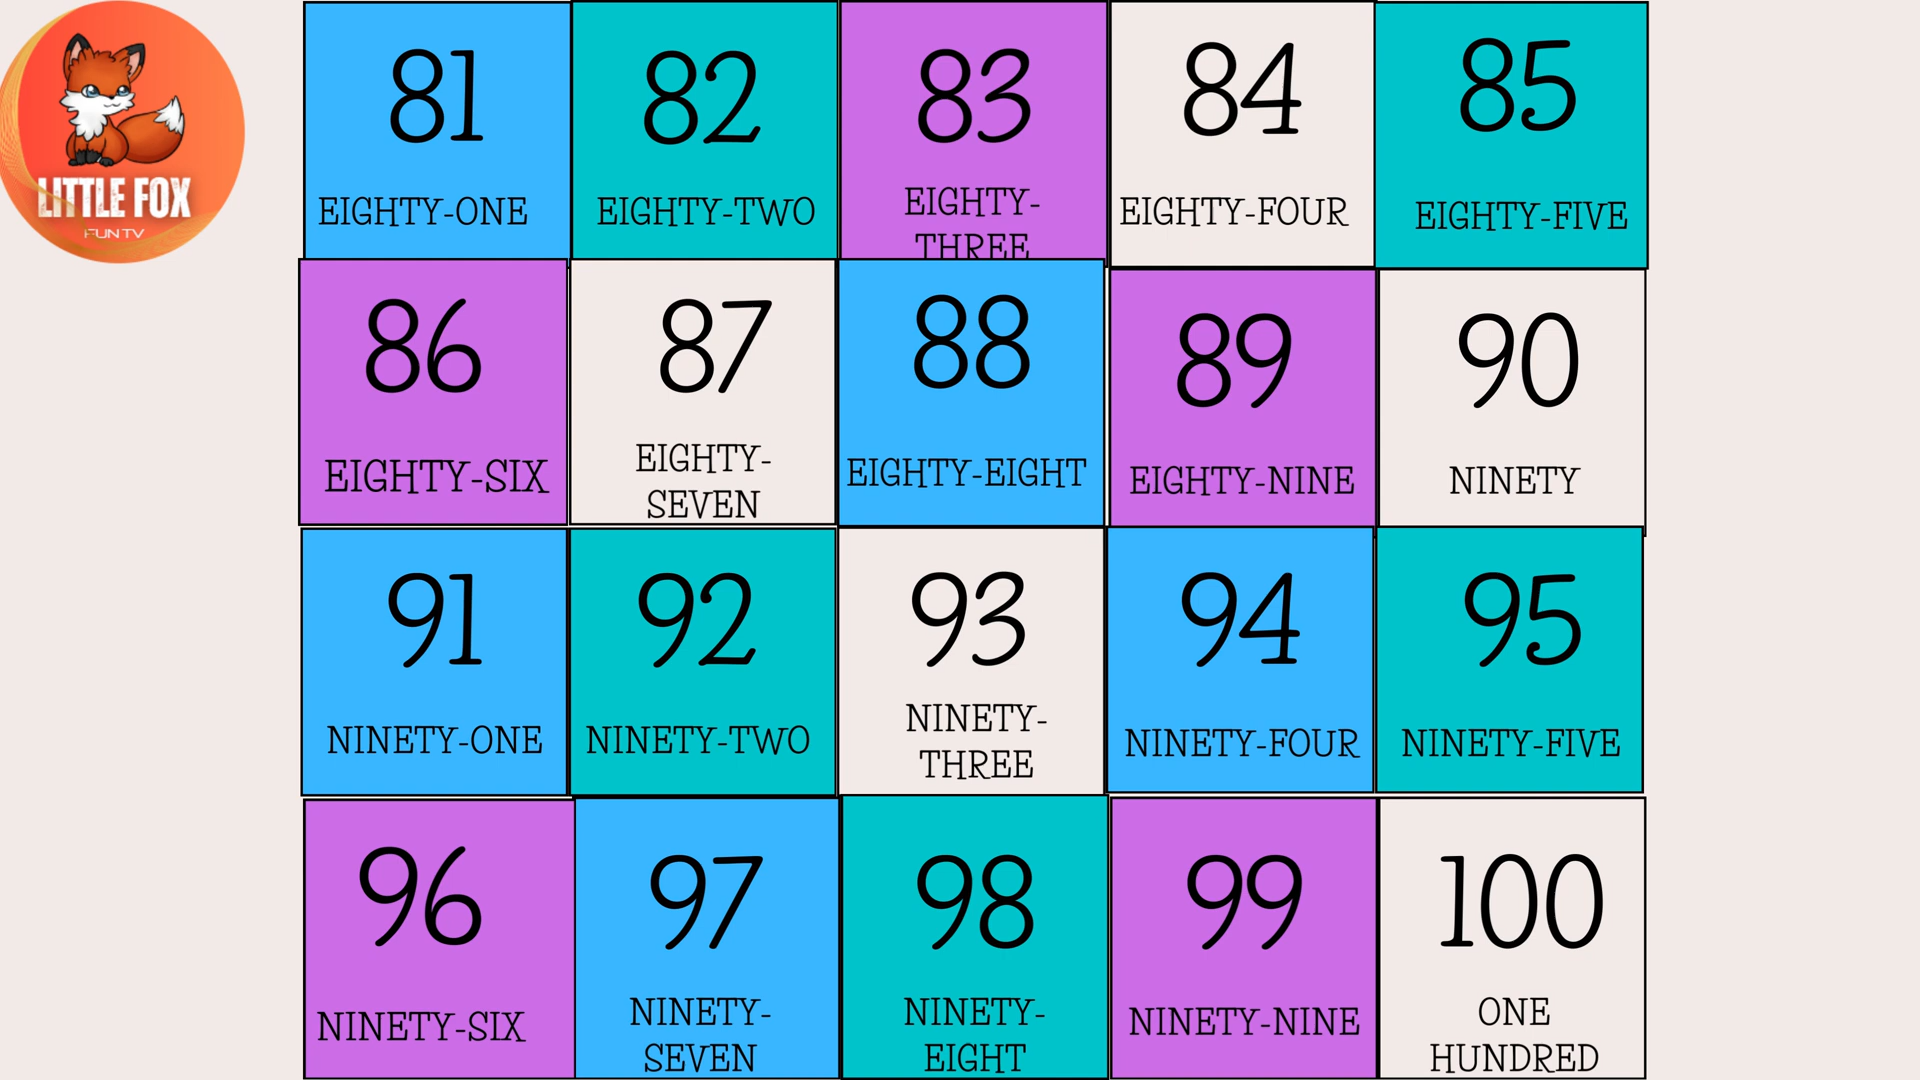 LITTLE FOX
FUN TV
81
82
83
84
85
EIGHTY-ONE
EIGHTY-TWO
EIGHTY-
THREE
EIGHTY-FOUR
EIGHTY-FIVE
86
87
88
89
90
EIGHTY-SIX
EIGHTY-
SEVEN
EIGHTY-EIGHT
EIGHTY-NINE
NINETY
91
92
93
94
95
NINETY-ONE
NINETY-TWO
NINETY-
THREE
NINETY-FOUR
NINETY-FIVE
96
97
98
99
100
NINETY-SIX
NINETY-
SEVEN
NINETY-
EIGHT
NINETY-NINE
ONE
HUNDRED